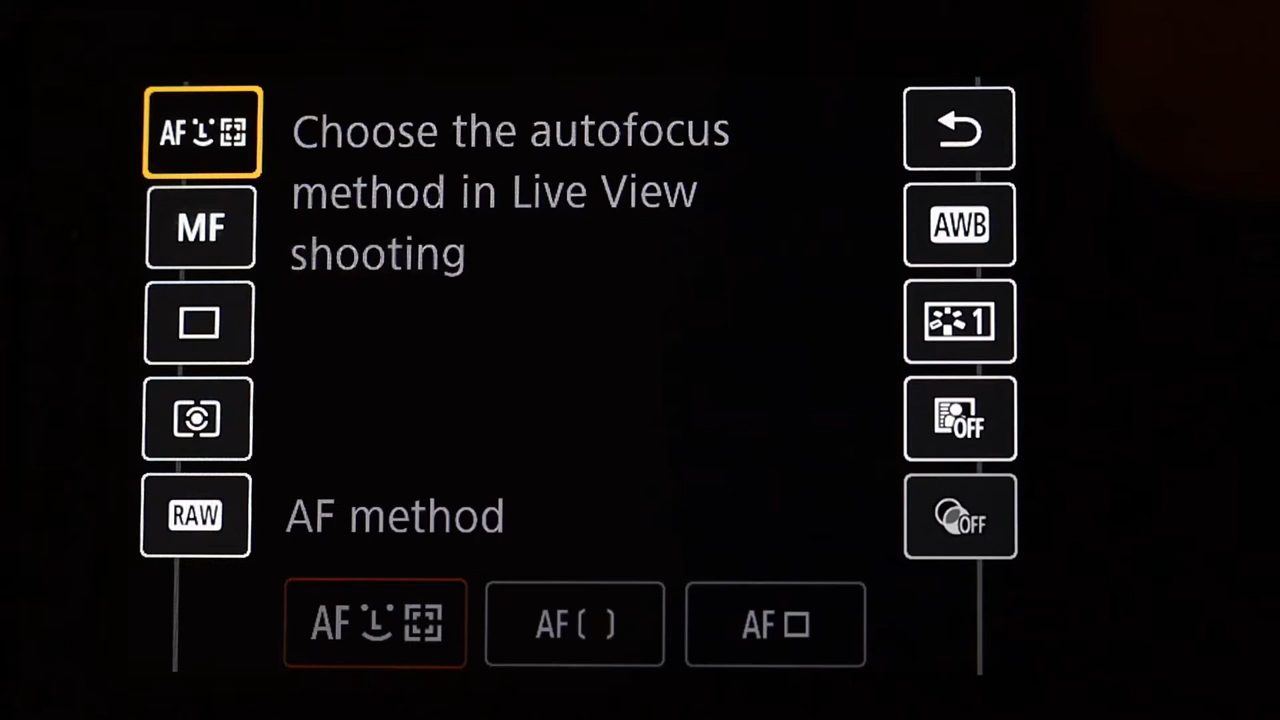 AF
Choose the autofocus
method in Live View
shooting
MF
AWB
1
OFF
RAW
AF method
OFF
AF
AF( )
AF